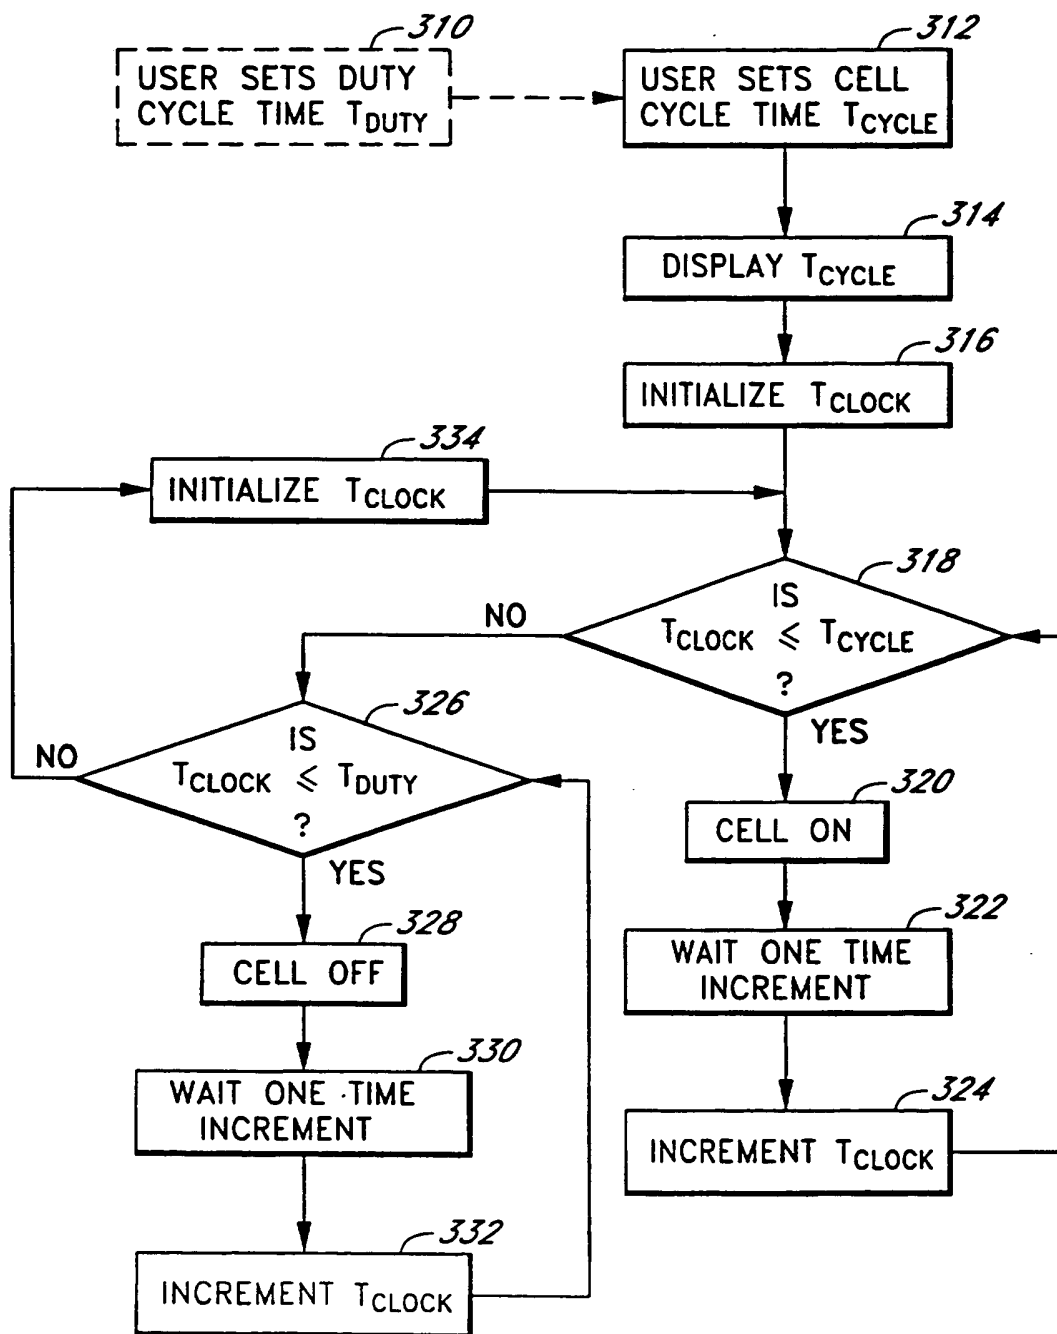 310
USER SETS DUTY
CYCLE TIME TDUTY
312
USER SETS CELL
CYCLE TIME TCYCLE
314
DISPLAY TCYCLE
316
INITIALIZE TCLOCK
334
INITIALIZE TCLOCK
318
IS
TCLOCK ≤ TCYCLE
?
NO
YES
326
IS
TCLOCK ≤ TDUTY
?
NO
YES
320
CELL ON
322
WAIT ONE TIME
INCREMENT
324
INCREMENT TCLOCK
328
CELL OFF
330
WAIT ONE TIME
INCREMENT
332
INCREMENT TCLOCK